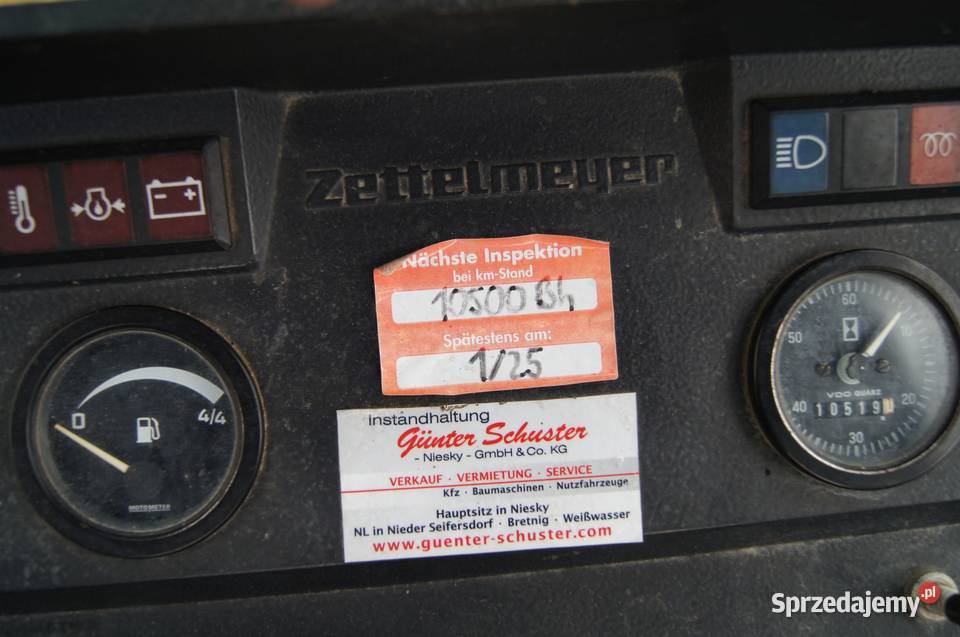 Zettelmeyer
Nächste Inspektion
bei km-Stand
10500 Bh
Spätestens am:
1/25
Instandhaltung
Günter Schuster
- Niesky - GmbH & Co. KG
VERKAUF · VERMIETUNG · SERVICE
Kfz · Baumaschinen · Nutzfahrzeuge
Hauptsitz in Niesky
NL in Nieder Seifersdorf · Bretnig · Weißwasser
www.guenter-schuster.com
0
4/4
MOTOMETER
60
50
40
30
20
VDO QUARZ
10519
Sprzedajemy.pl